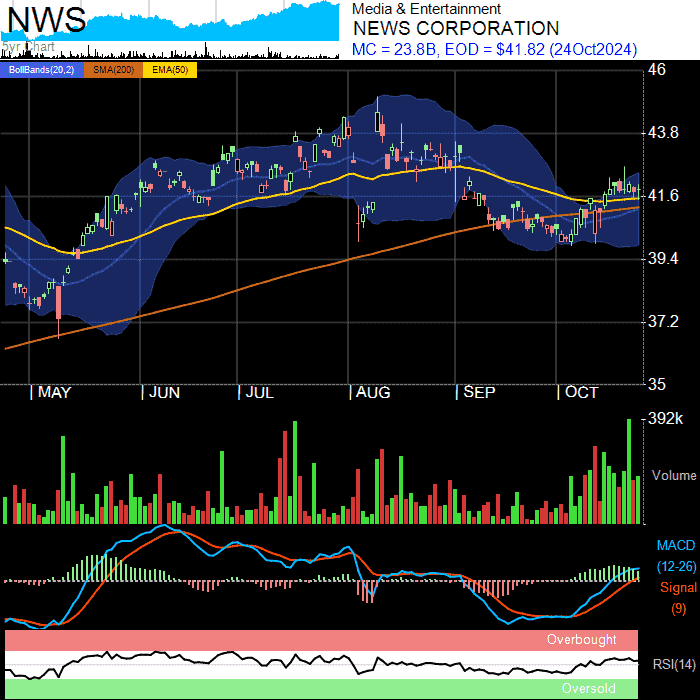 NWS
5yr Chart
Media & Entertainment
NEWS CORPORATION
MC = 23.8B, EOD = $41.82 (24Oct2024)
BollBands(20,2) SMA(200) EMA(50)
46
43.8
41.6
39.4
37.2
35
MAY JUN JUL AUG SEP OCT
392k
Volume
MACD
(12-26)
Signal
(9)
Overbought
RSI(14)
Oversold